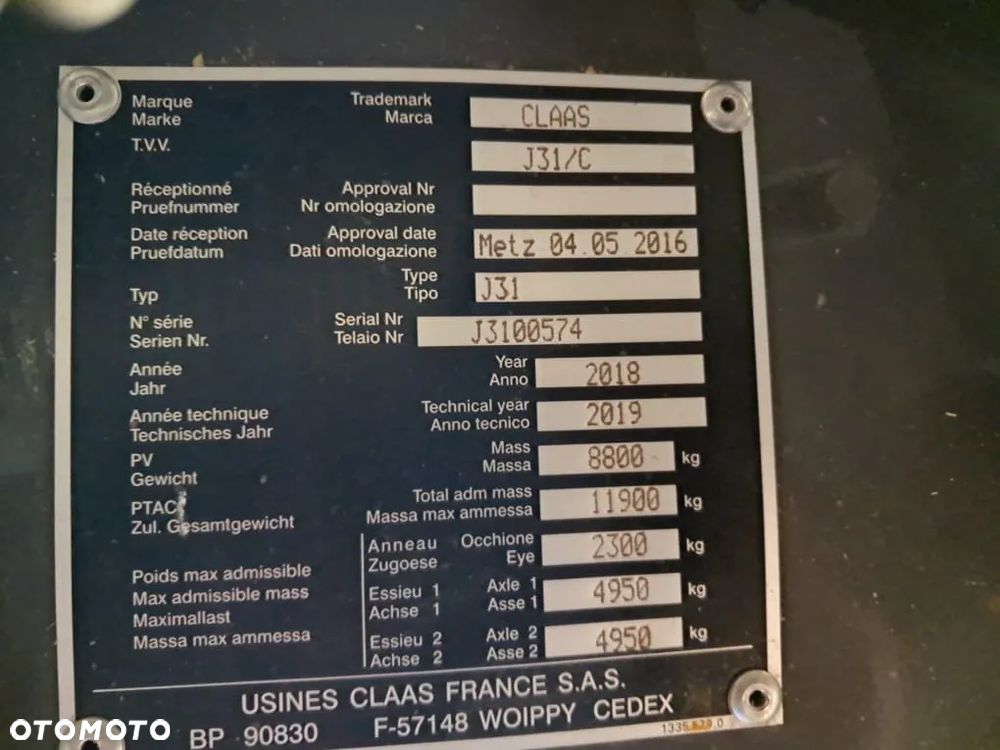 Marque Trademark
Marke Marca CLAAS
T.V.V. J31/C
Réceptionné Approval Nr
Pruefnummer Nr omologazione
Date réception Approval date
Pruefdatum Dati omologazione Metz 04.05 2016
Type
Typ Tipo J31
N° série Serial Nr
Serien Nr. Telaio Nr J3100574
Année Year
Jahr Anno 2018
Année technique Technical year
Technisches Jahr Anno tecnico 2019
PV Mass
Gewicht Massa 8800 kg
PTAC Total adm mass
Zul. Gesamtgewicht Massa max ammessa 11900 kg
Anneau Occhione
Zugoese Eye 2300 kg
Poids max admissible
Max admissible mass
Maximallast
Massa max ammessa
Essieu 1 Axle 1
Achse 1 Asse 1 4950 kg
Essieu 2 Axle 2
Achse 2 Asse 2 4950 kg
USINES CLAAS FRANCE S.A.S.
BP 90830 F-57148 WOIPPY CEDEX
OTOMOTO